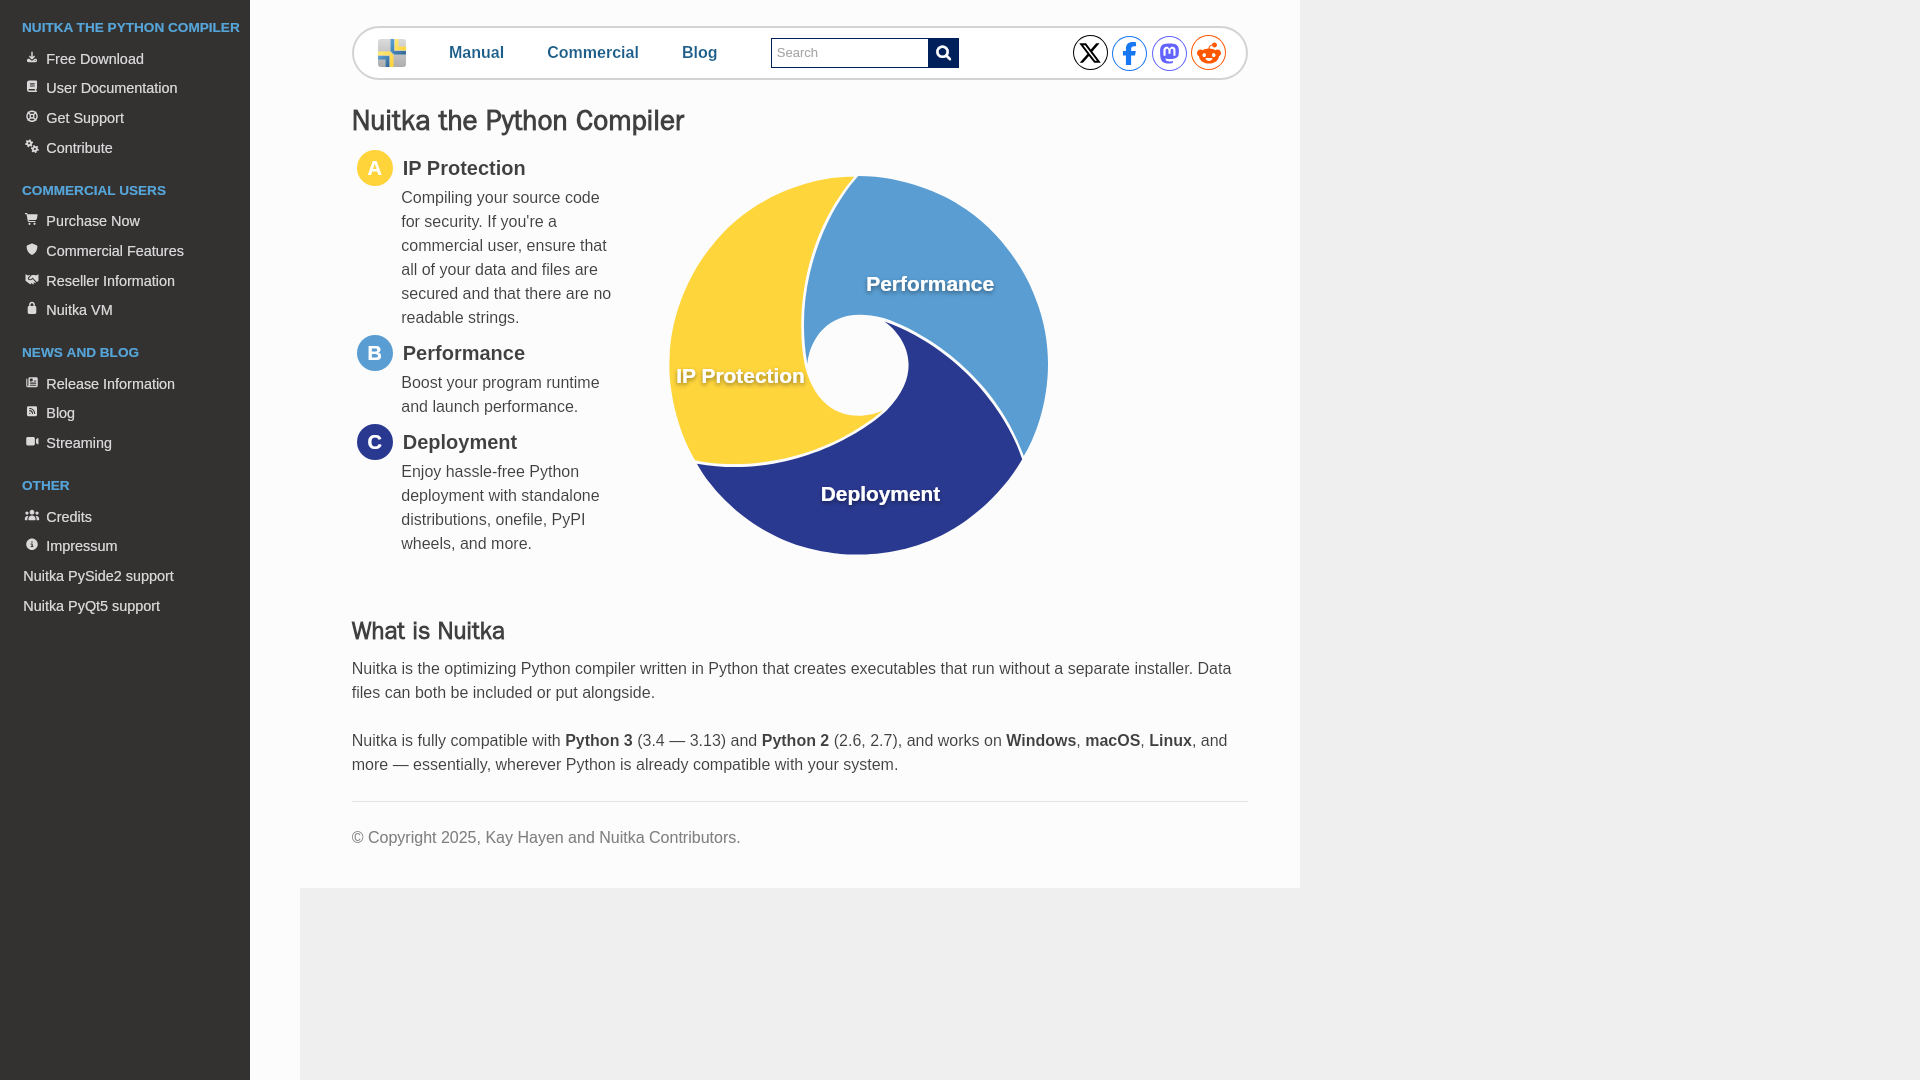 NUITKA THE PYTHON COMPILER
Free Download
User Documentation
Get Support
Contribute
COMMERCIAL USERS
Purchase Now
Commercial Features
Reseller Information
Nuitka VM
NEWS AND BLOG
Release Information
Blog
Streaming
OTHER
Credits
Impressum
Nuitka PySide2 support
Nuitka PyQt5 support
Manual
Commercial
Blog
Search
Nuitka the Python Compiler
A IP Protection
Compiling your source code
for security. If you're a
commercial user, ensure that
all of your data and files are
secured and that there are no
readable strings.
B Performance
Boost your program runtime
and launch performance.
C Deployment
Enjoy hassle-free Python
deployment with standalone
distributions, onefile, PyPI
wheels, and more.
Performance
IP Protection
Deployment
What is Nuitka
Nuitka is the optimizing Python compiler written in Python that creates executables that run without a separate installer. Data
files can both be included or put alongside.
Nuitka is fully compatible with Python 3 (3.4 — 3.13) and Python 2 (2.6, 2.7), and works on Windows, macOS, Linux, and
more — essentially, wherever Python is already compatible with your system.
© Copyright 2025, Kay Hayen and Nuitka Contributors.